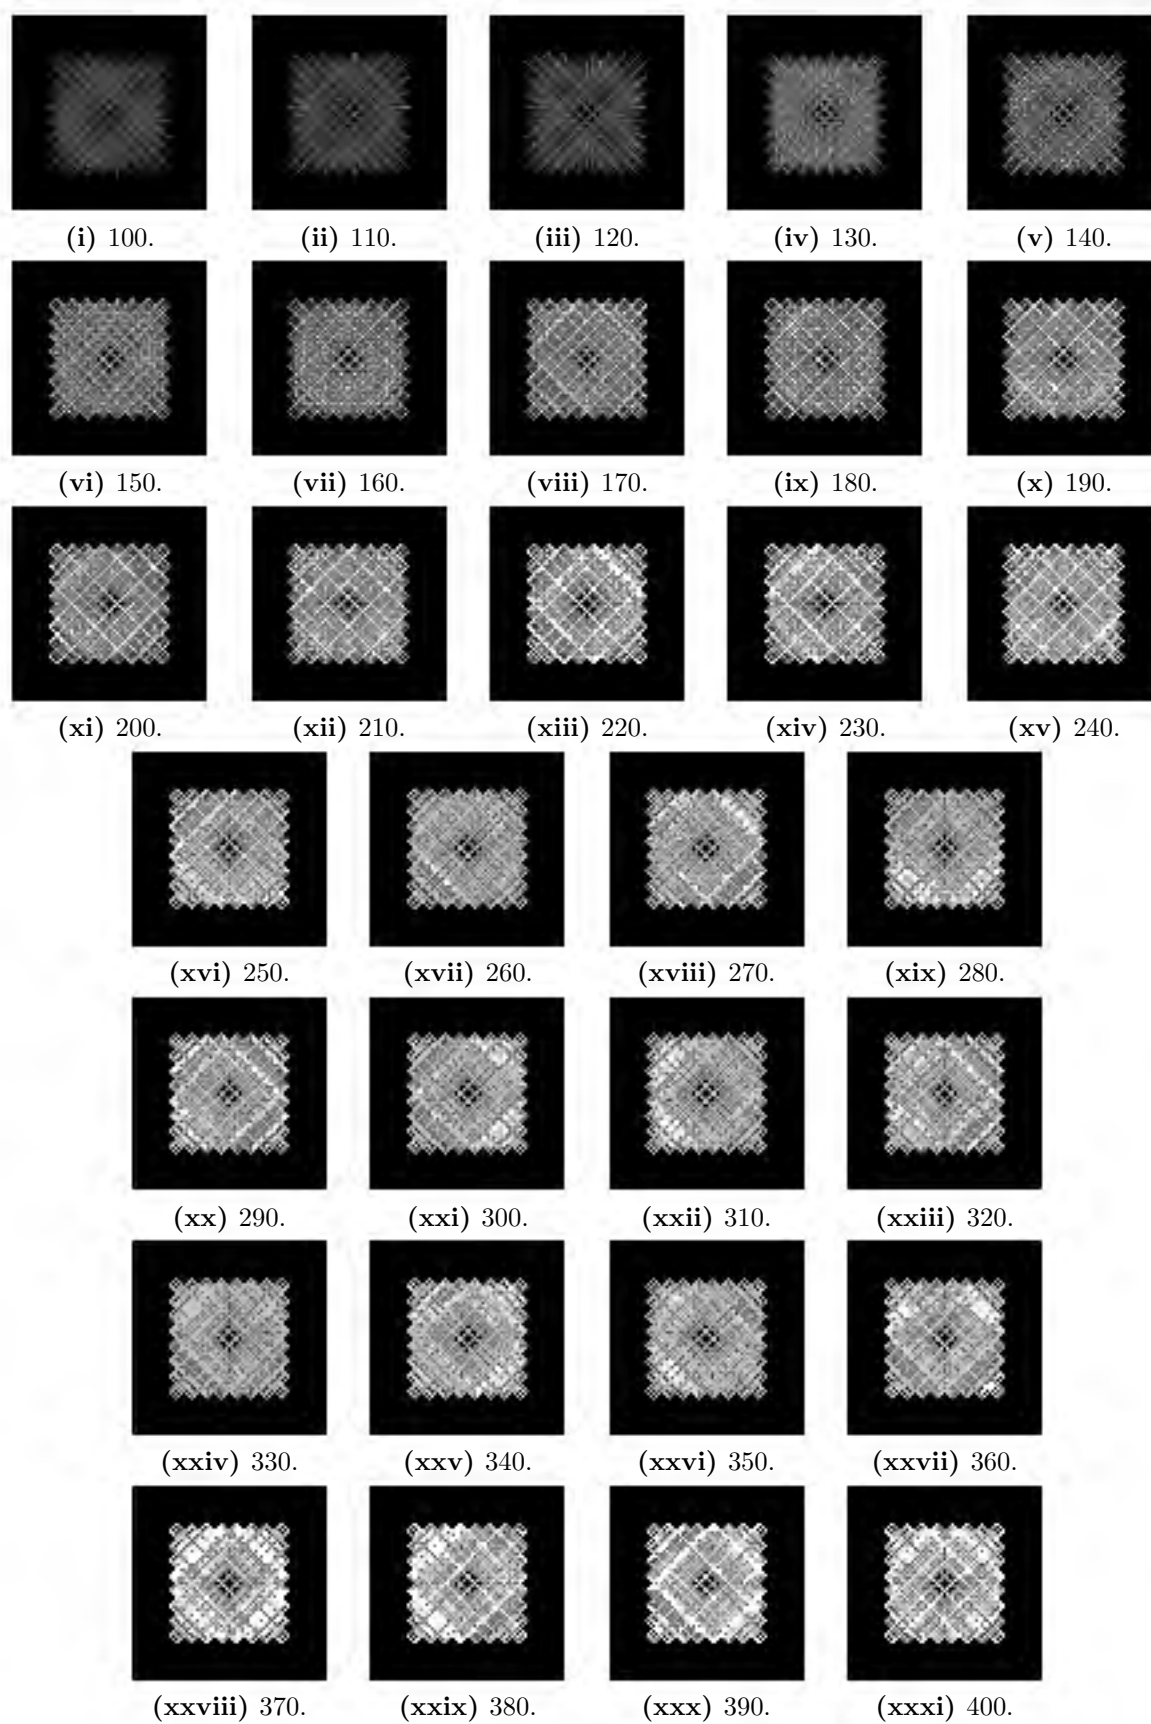 (i) 100. (ii) 110. (iii) 120. (iv) 130. (v) 140.
(vi) 150. (vii) 160. (viii) 170. (ix) 180. (x) 190.
(xi) 200. (xii) 210. (xiii) 220. (xiv) 230. (xv) 240.
(xvi) 250. (xvii) 260. (xviii) 270. (xix) 280.
(xx) 290. (xxi) 300. (xxii) 310. (xxiii) 320.
(xxiv) 330. (xxv) 340. (xxvi) 350. (xxvii) 360.
(xxviii) 370. (xxix) 380. (xxx) 390. (xxxi) 400.